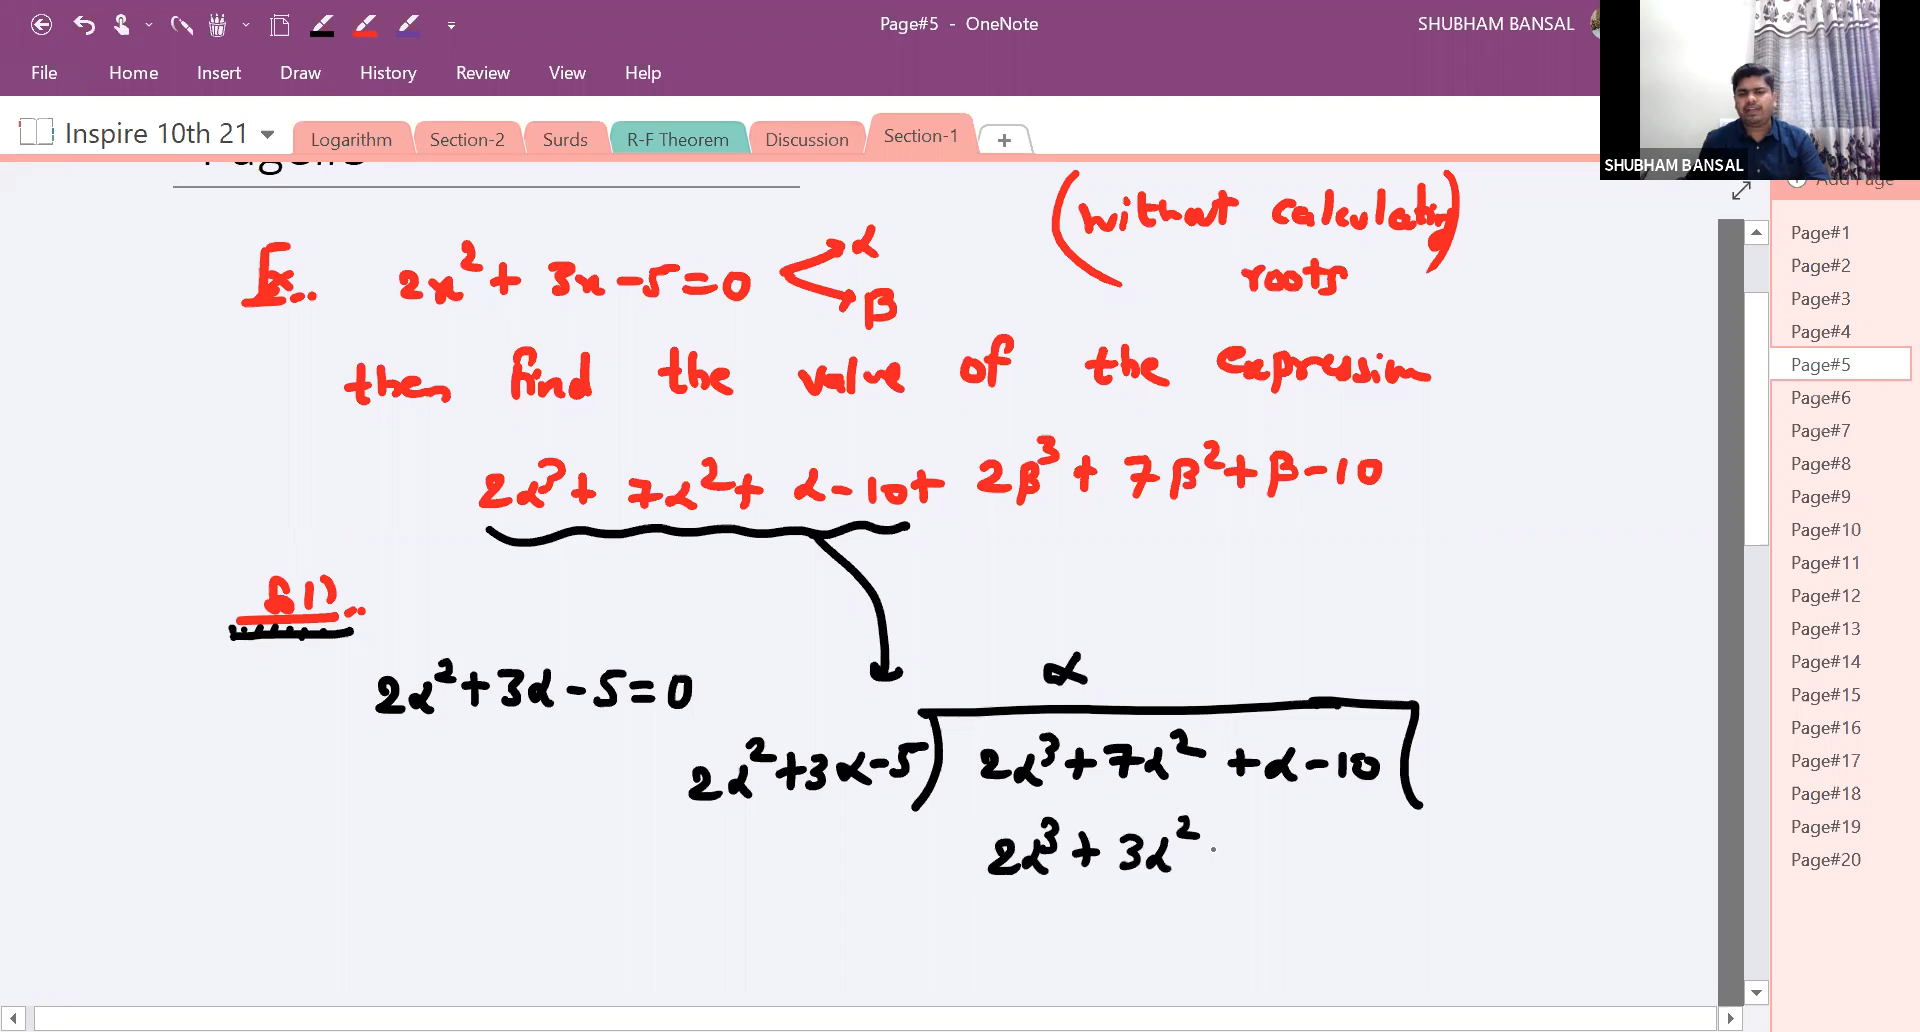 Page#5 - OneNote
SHUBHAM BANSAL
File Home Insert Draw History Review View Help
Inspire 10th 21
Logarithm Section-2 Surds R-F Theorem Discussion Section-1 +
SHUBHAM BANSAL
Add Page
Page#1
Page#2
Page#3
Page#4
Page#5
Page#6
Page#7
Page#8
Page#9
Page#10
Page#11
Page#12
Page#13
Page#14
Page#15
Page#16
Page#17
Page#18
Page#19
Page#20
(without calculating
roots
Ex. 2x² + 3x - 5 = 0 α
β
then find the value of the expression
2α³ + 7α² + α - 10 + 2β³ + 7β² + β - 10
2α² + 3α - 5 = 0
α
2α² + 3α - 5 ) 2α³ + 7α² + α - 10 (
2α³ + 3α²